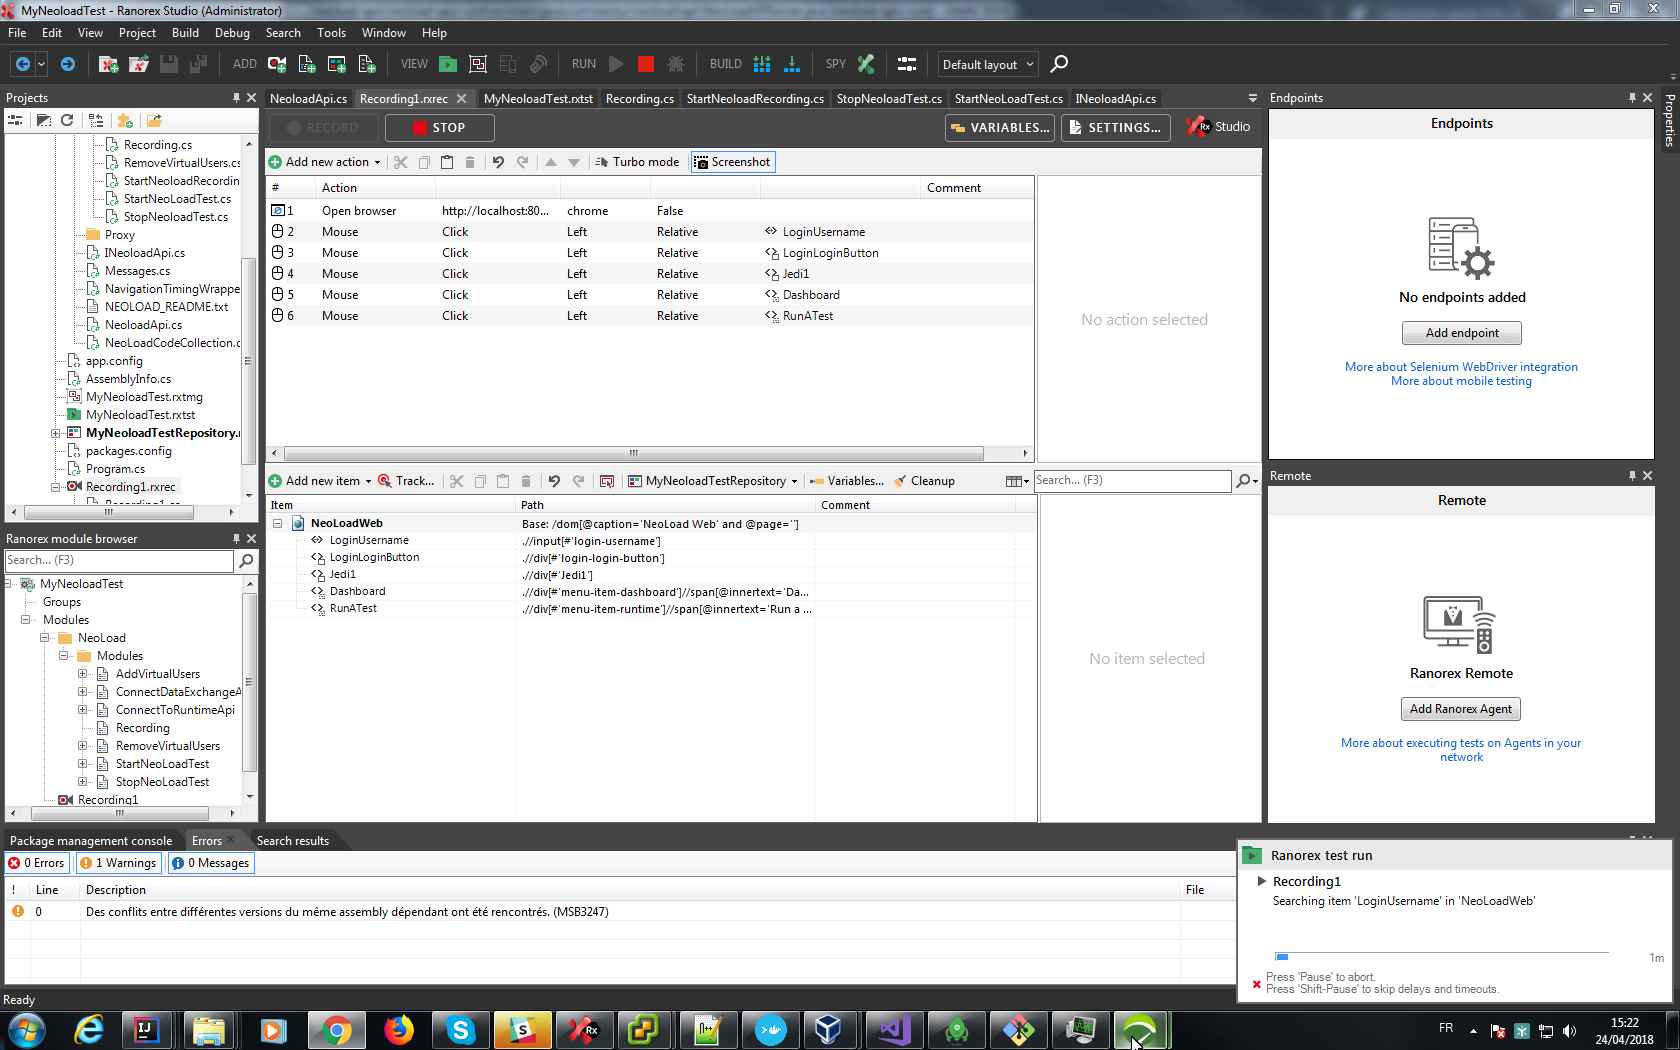 MyNeoloadTest - Ranorex Studio (Administrator)
File Edit View Project Build Debug Search Tools Window Help
ADD VIEW RUN BUILD SPY Default layout
Projects
NeoloadApi.cs Recording1.rxrec MyNeoloadTest.rxtst Recording.cs StartNeoloadRecording.cs StopNeoloadTest.cs StartNeoLoadTest.cs INeoloadApi.cs
Endpoints
Properties
RECORD STOP VARIABLES... SETTINGS... Rx Studio
Add new action Turbo mode Screenshot
# Action Comment
1 Open browser http://localhost:80... chrome False
2 Mouse Click Left Relative LoginUsername
3 Mouse Click Left Relative LoginLoginButton
4 Mouse Click Left Relative Jedi1
5 Mouse Click Left Relative Dashboard
6 Mouse Click Left Relative RunATest
No action selected
Recording.cs
RemoveVirtualUsers.cs
StartNeoloadRecordin
StartNeoLoadTest.cs
StopNeoloadTest.cs
Proxy
INeoloadApi.cs
Messages.cs
NavigationTimingWrappe
NEOLOAD_README.txt
NeoloadApi.cs
NeoLoadCodeCollection.c
app.config
AssemblyInfo.cs
MyNeoloadTest.rxtmg
MyNeoloadTest.rxtst
MyNeoloadTestRepository.
packages.config
Program.cs
Recording1.rxrec
Endpoints
No endpoints added
Add endpoint
More about Selenium WebDriver integration
More about mobile testing
Add new item Track... MyNeoloadTestRepository Variables... Cleanup Search... (F3)
Item Path Comment
NeoLoadWeb Base: /dom[@caption='NeoLoad Web' and @page='']
LoginUsername .//input[#'login-username']
LoginLoginButton .//div[#'login-login-button']
Jedi1 .//div[#'Jedi1']
Dashboard .//div[#'menu-item-dashboard']//span[@innertext='Da...
RunATest .//div[#'menu-item-runtime']//span[@innertext='Run a ...
No item selected
Remote
Remote
Ranorex Remote
Add Ranorex Agent
More about executing tests on Agents in your
network
Ranorex module browser
Search... (F3)
MyNeoloadTest
Groups
Modules
NeoLoad
Modules
AddVirtualUsers
ConnectDataExchangeA
ConnectToRuntimeApi
Recording
RemoveVirtualUsers
StartNeoLoadTest
StopNeoLoadTest
Recording1
Package management console Errors Search results
0 Errors 1 Warnings 0 Messages
! Line Description File
0 Des conflits entre différentes versions du même assembly dépendant ont été rencontrés. (MSB3247)
Ranorex test run
Recording1
Searching item 'LoginUsername' in 'NeoLoadWeb'
1m
Press 'Pause' to abort.
Press 'Shift-Pause' to skip delays and timeouts.
Ready
FR
15:22
24/04/2018